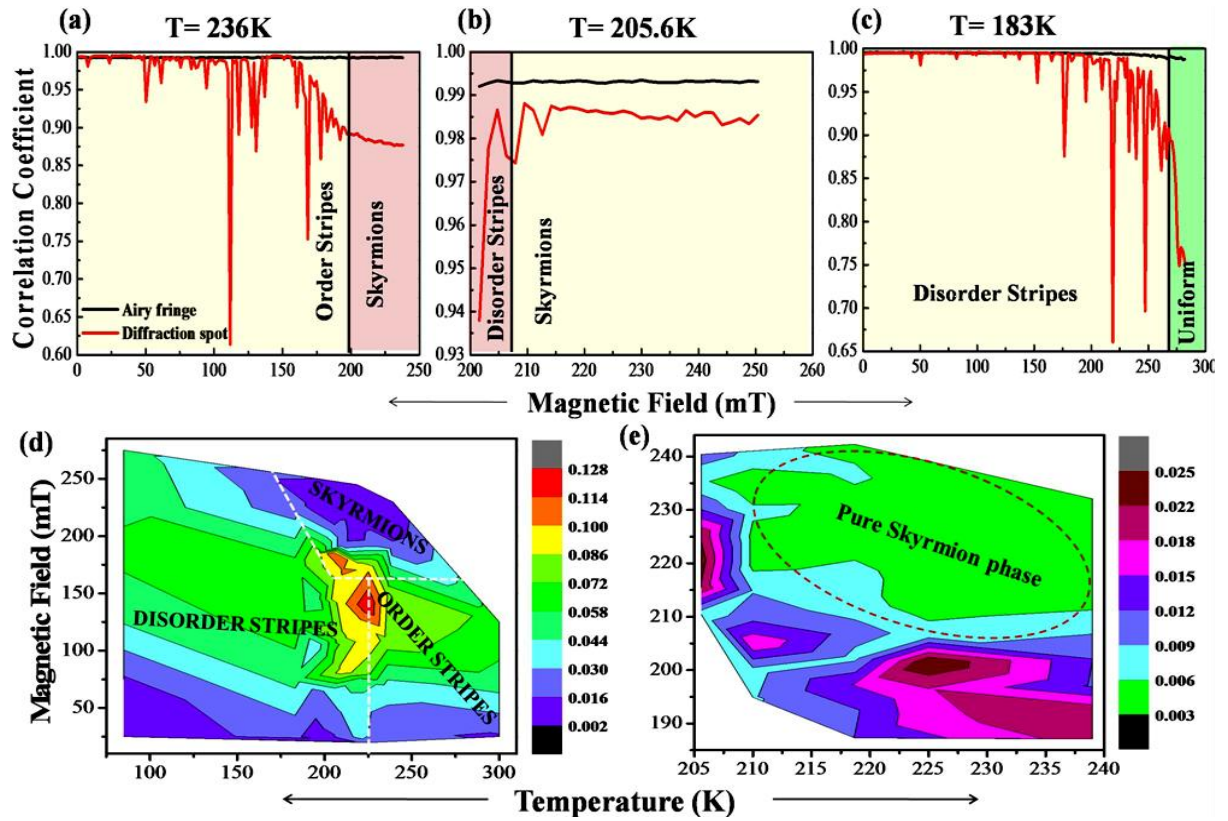 (a) T= 236K
(b) T= 205.6K
(c) T= 183K
Correlation Coefficient
1.00
0.95
0.90
0.85
0.80
0.75
0.70
0.65
0.60
Airy fringe
Diffraction spot
Order Stripes
Skyrmions
0 50 100 150 200 250
1.00
0.99
0.98
0.97
0.96
0.95
0.94
0.93
Disorder Stripes
Skyrmions
200 210 220 230 240 250 260
1.00
0.95
0.90
0.85
0.80
0.75
0.70
0.65
Disorder Stripes
Uniform
0 50 100 150 200 250 300
Magnetic Field (mT)
(d)
Magnetic Field (mT)
250
200
150
100
50
SKYRMIONS
DISORDER STRIPES
ORDER STRIPES
100 150 200 250 300
0.128
0.114
0.100
0.086
0.072
0.058
0.044
0.030
0.016
0.002
(e)
240
230
220
210
200
190
Pure Skyrmion phase
205 210 215 220 225 230 235 240
0.025
0.022
0.018
0.015
0.012
0.009
0.006
0.003
Temperature (K)